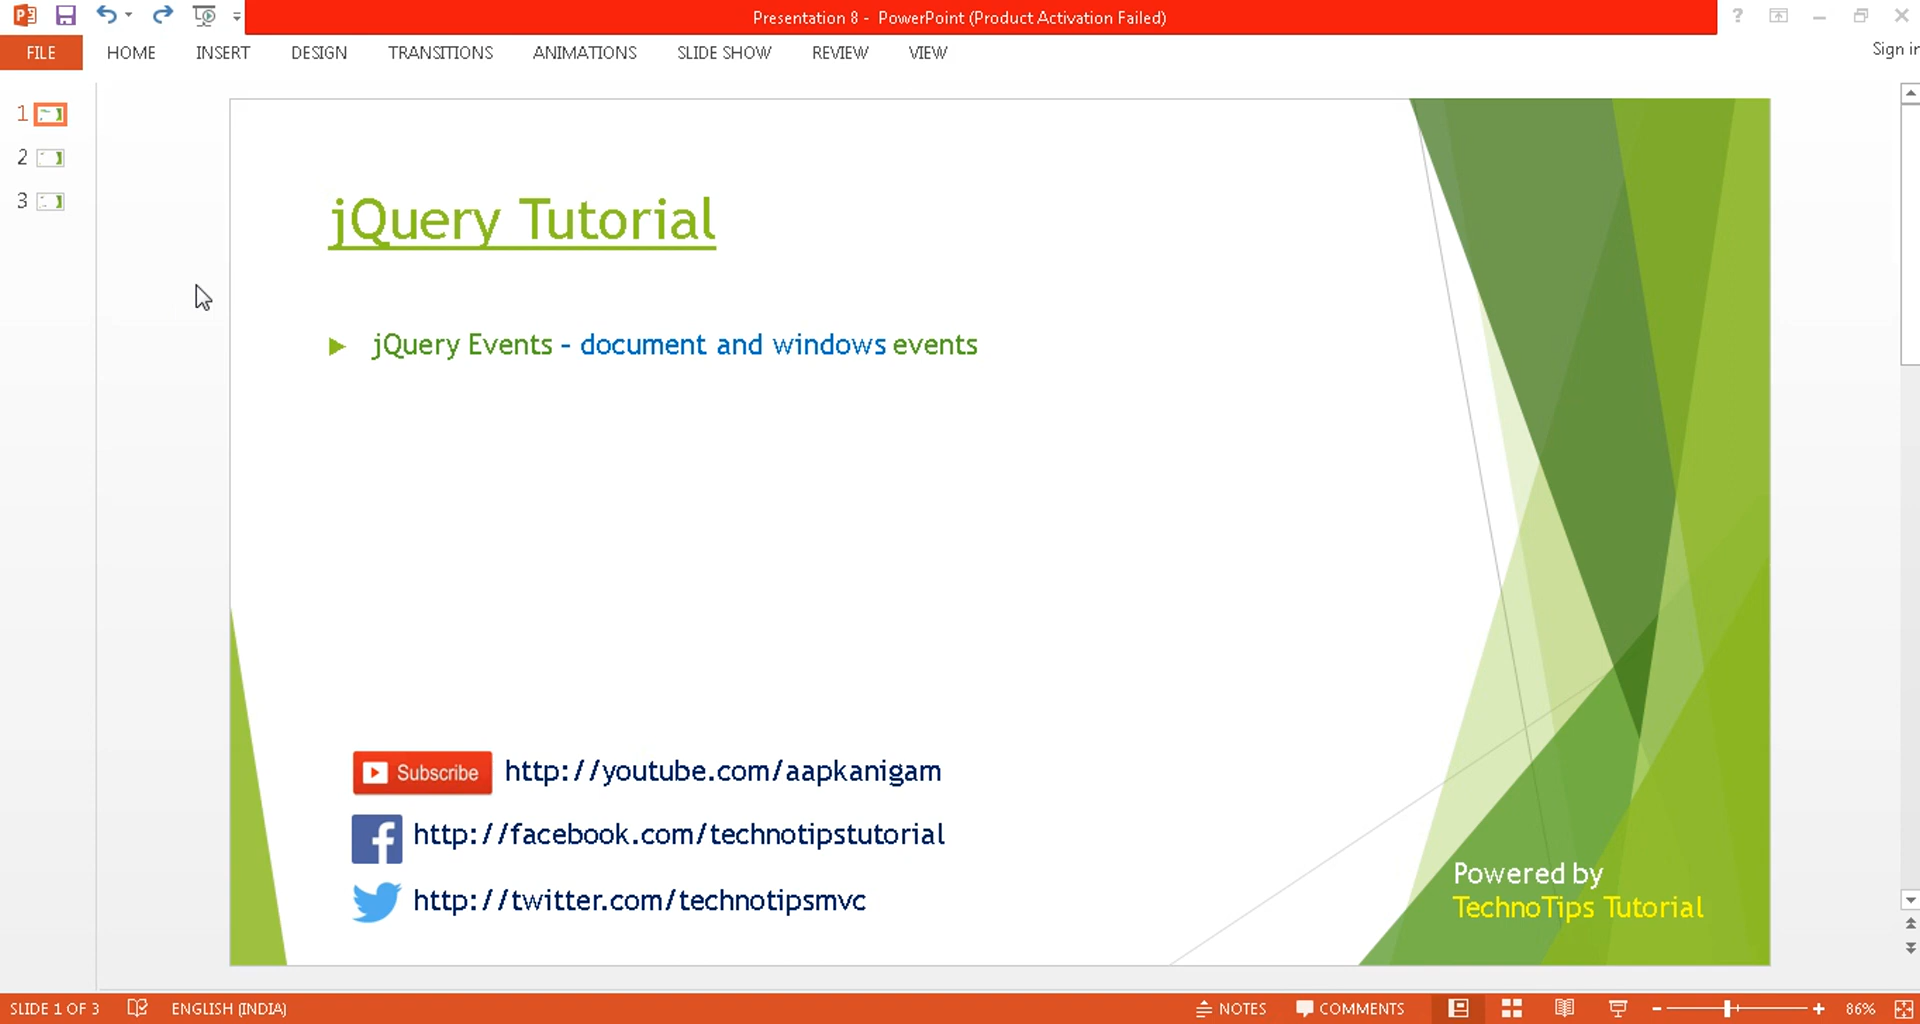 Presentation 8 - PowerPoint (Product Activation Failed)
?
FILE HOME INSERT DESIGN TRANSITIONS ANIMATIONS SLIDE SHOW REVIEW VIEW
Sign in
1
2
3
jQuery Tutorial
jQuery Events – document and windows events
Subscribe http://youtube.com/aapkanigam
http://facebook.com/technotipstutorial
http://twitter.com/technotipsmvc
Powered by
TechnoTips Tutorial
SLIDE 1 OF 3 ENGLISH (INDIA) NOTES COMMENTS 86%